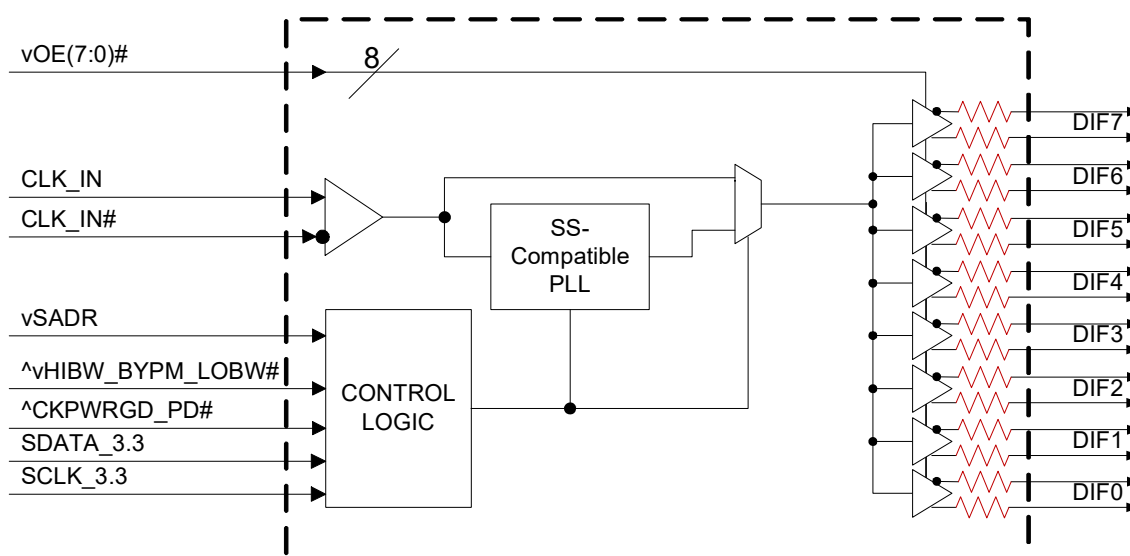 vOE(7:0)#
8
DIF7
CLK_IN
DIF6
CLK_IN#
SS-
Compatible
PLL
DIF5
DIF4
vSADR
DIF3
^vHIBW_BYPM_LOBW#
CONTROL
LOGIC
DIF2
^CKPWRGD_PD#
SDATA_3.3
DIF1
SCLK_3.3
DIF0